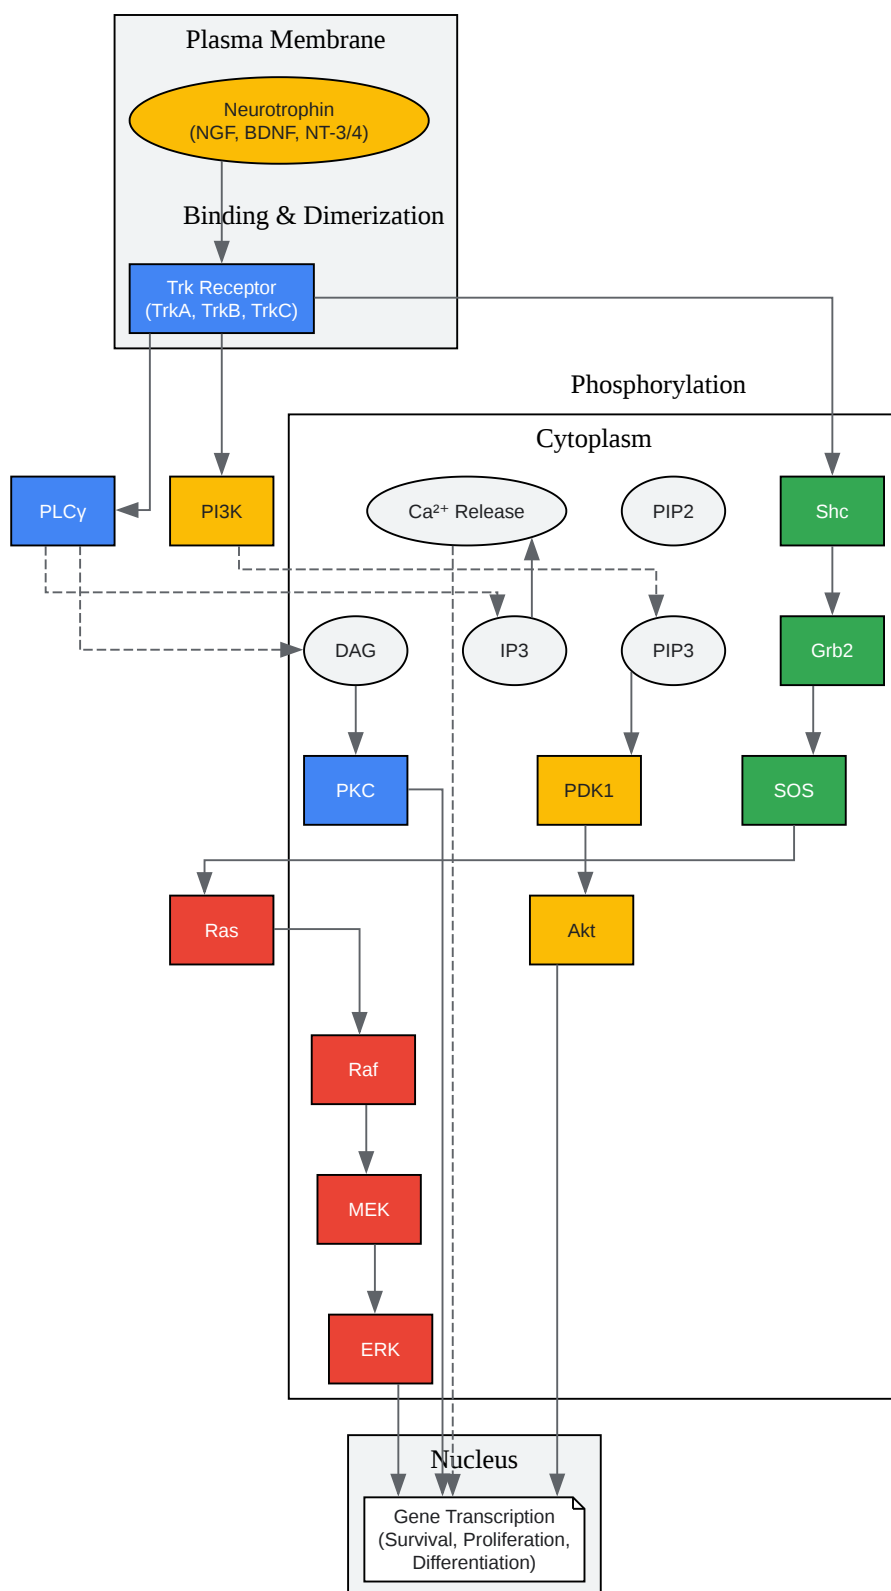 Plasma Membrane
Neurotrophin
(NGF, BDNF, NT-3/4)
Binding & Dimerization
Trk Receptor
(TrkA, TrkB, TrkC)
Phosphorylation
Cytoplasm
PLCγ
PI3K
Ca²⁺ Release
PIP2
Shc
DAG
IP3
PIP3
Grb2
PKC
PDK1
SOS
Ras
Akt
Raf
MEK
ERK
Nucleus
Gene Transcription
(Survival, Proliferation,
Differentiation)